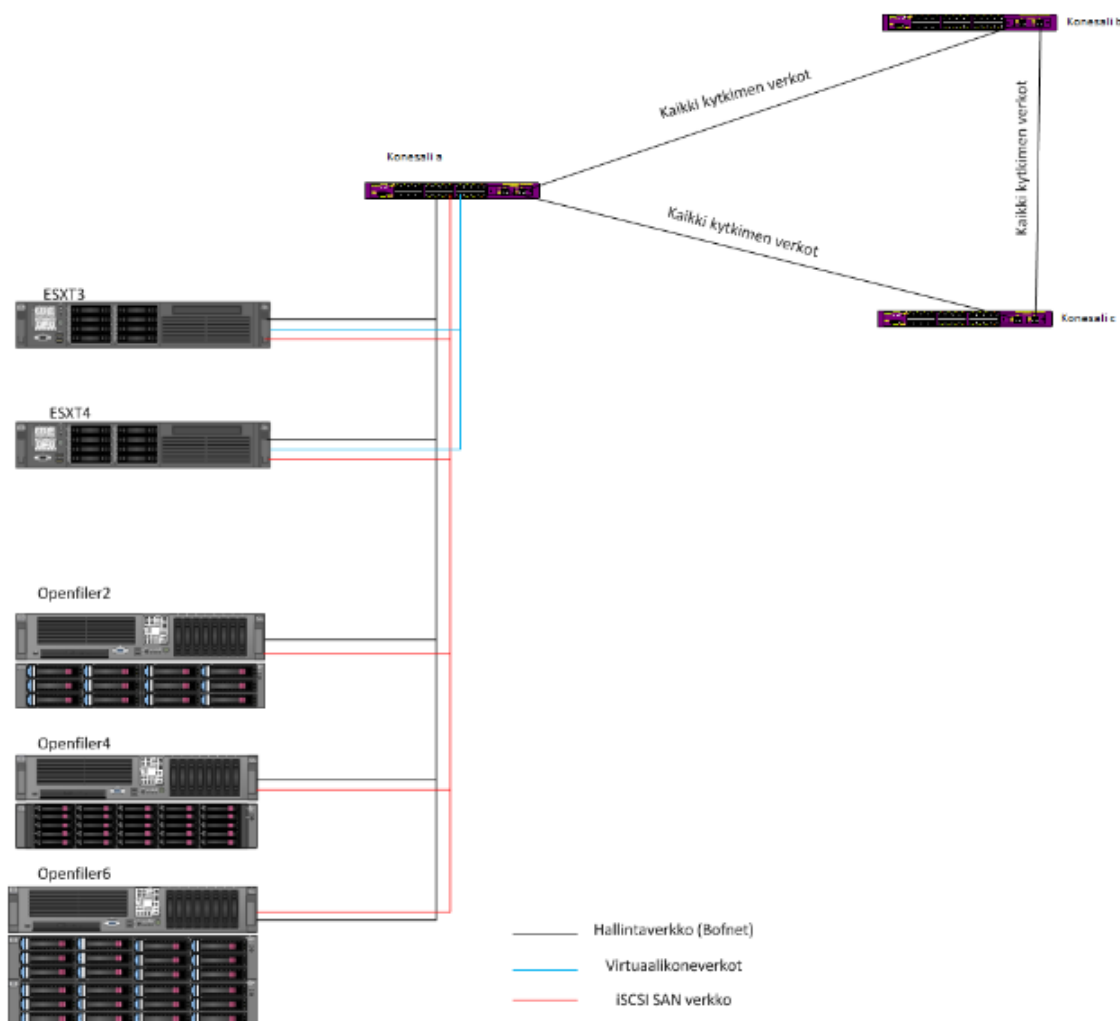 Konesali b
Kaikki kytkimen verkot
Kaikki kytkimen verkot
Konesali a
Kaikki kytkimen verkot
ESXT3
Konesali c
ESXT4
Openfiler2
Openfiler4
Openfiler6
Hallintaverkko (Bofnet)
Virtuaalikoneverkot
iSCSI SAN verkko